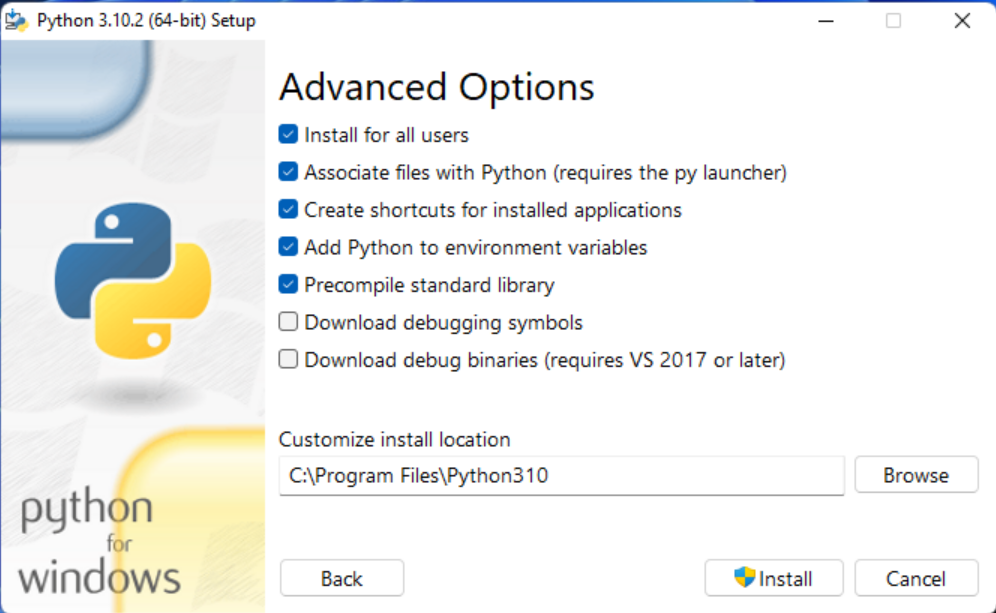 Python 3.10.2 (64-bit) Setup
Advanced Options
Install for all users
Associate files with Python (requires the py launcher)
Create shortcuts for installed applications
Add Python to environment variables
Precompile standard library
Download debugging symbols
Download debug binaries (requires VS 2017 or later)
Customize install location
C:\Program Files\Python310
Browse
python
for
windows
Back
Install
Cancel